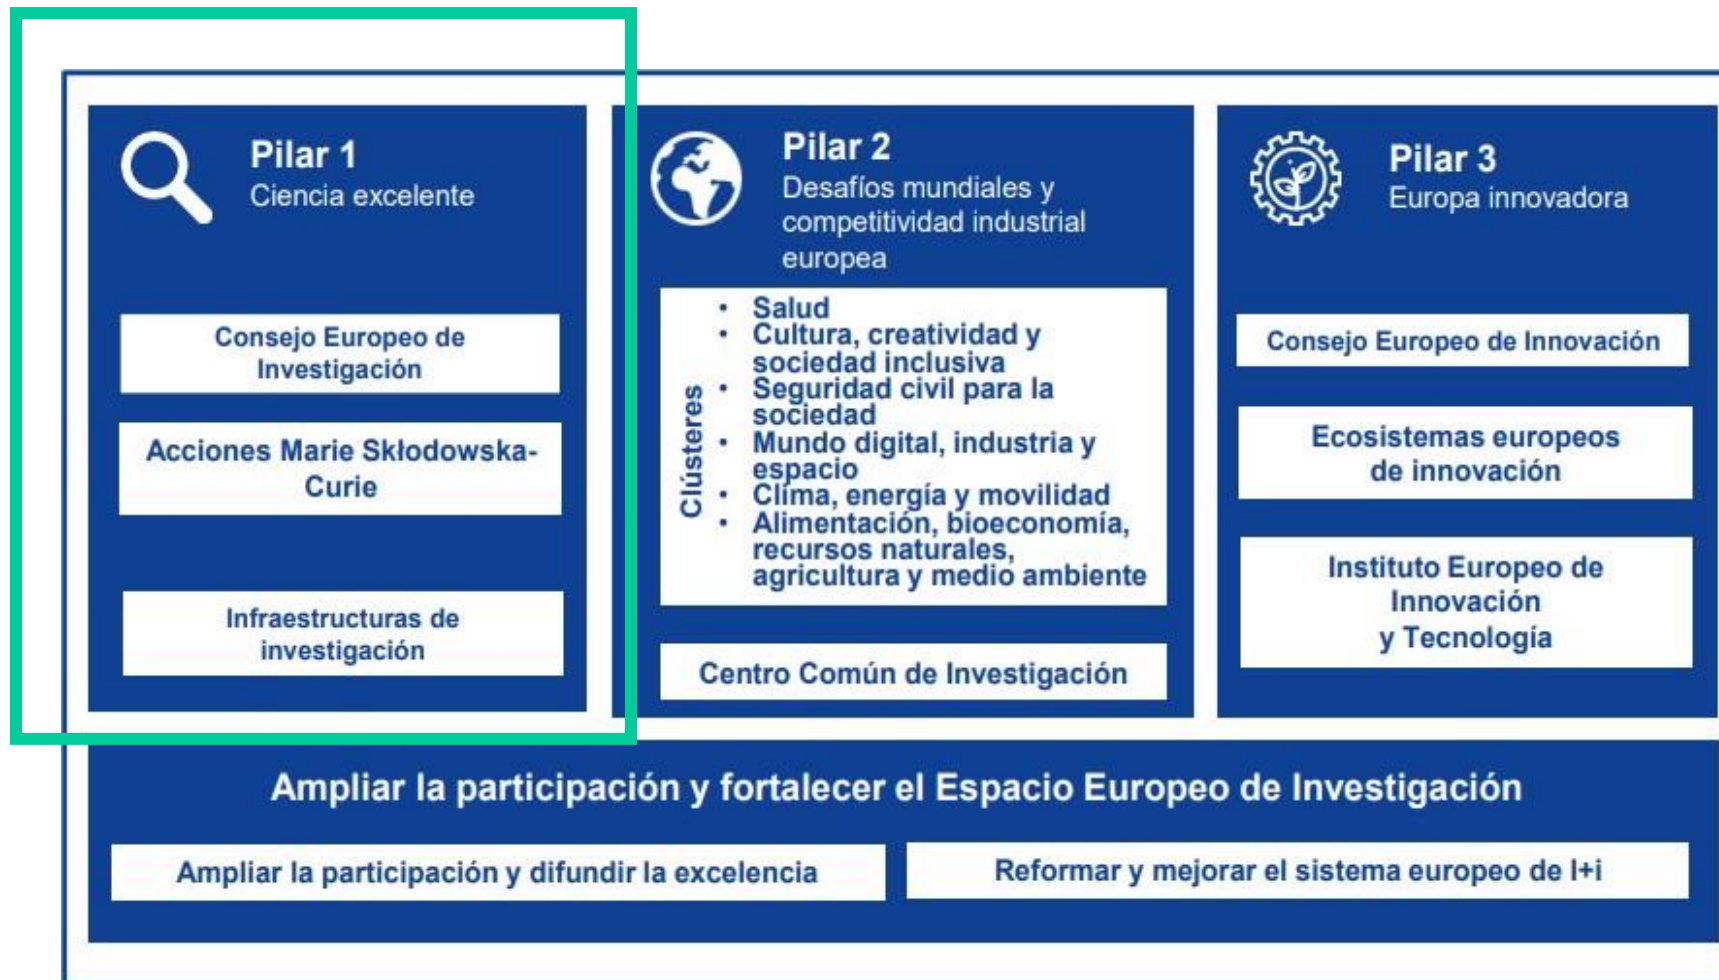 Pilar 1
Ciencia excelente
Consejo Europeo de
Investigación
Acciones Marie Skłodowska-
Curie
Infraestructuras de
investigación
Pilar 2
Desafíos mundiales y
competitividad industrial
europea
Clústeres
• Salud
• Cultura, creatividad y
sociedad inclusiva
• Seguridad civil para la
sociedad
• Mundo digital, industria y
espacio
• Clima, energía y movilidad
• Alimentación, bioeconomía,
recursos naturales,
agricultura y medio ambiente
Centro Común de Investigación
Pilar 3
Europa innovadora
Consejo Europeo de Innovación
Ecosistemas europeos
de innovación
Instituto Europeo de
Innovación
y Tecnología
Ampliar la participación y fortalecer el Espacio Europeo de Investigación
Ampliar la participación y difundir la excelencia
Reformar y mejorar el sistema europeo de I+i